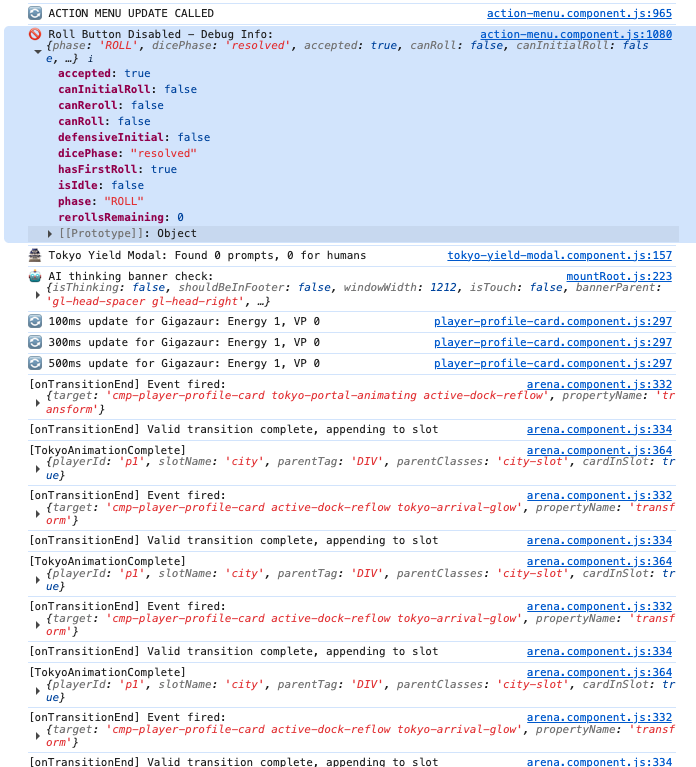 ACTION MENU UPDATE CALLED action-menu.component.js:965
Roll Button Disabled – Debug Info: action-menu.component.js:1080
{phase: 'ROLL', dicePhase: 'resolved', accepted: true, canRoll: false, canInitialRoll: fals
e, …} i
accepted: true
canInitialRoll: false
canReroll: false
canRoll: false
defensiveInitial: false
dicePhase: "resolved"
hasFirstRoll: true
isIdle: false
phase: "ROLL"
rerollsRemaining: 0
[[Prototype]]: Object
Tokyo Yield Modal: Found 0 prompts, 0 for humans tokyo-yield-modal.component.js:157
AI thinking banner check: mountRoot.js:223
{isThinking: false, shouldBeInFooter: false, windowWidth: 1212, isTouch: false, bannerParent:
'gl-head-spacer gl-head-right', …}
100ms update for Gigazaur: Energy 1, VP 0 player-profile-card.component.js:297
300ms update for Gigazaur: Energy 1, VP 0 player-profile-card.component.js:297
500ms update for Gigazaur: Energy 1, VP 0 player-profile-card.component.js:297
[onTransitionEnd] Event fired: arena.component.js:332
{target: 'cmp-player-profile-card tokyo-portal-animating active-dock-reflow', propertyName: 'tr
ansform'}
[onTransitionEnd] Valid transition complete, appending to slot arena.component.js:334
[TokyoAnimationComplete] arena.component.js:364
{playerId: 'p1', slotName: 'city', parentTag: 'DIV', parentClasses: 'city-slot', cardInSlot: tr
ue}
[onTransitionEnd] Event fired: arena.component.js:332
{target: 'cmp-player-profile-card active-dock-reflow tokyo-arrival-glow', propertyName: 'transf
orm'}
[onTransitionEnd] Valid transition complete, appending to slot arena.component.js:334
[TokyoAnimationComplete] arena.component.js:364
{playerId: 'p1', slotName: 'city', parentTag: 'DIV', parentClasses: 'city-slot', cardInSlot: tr
ue}
[onTransitionEnd] Event fired: arena.component.js:332
{target: 'cmp-player-profile-card active-dock-reflow tokyo-arrival-glow', propertyName: 'transf
orm'}
[onTransitionEnd] Valid transition complete, appending to slot arena.component.js:334
[TokyoAnimationComplete] arena.component.js:364
{playerId: 'p1', slotName: 'city', parentTag: 'DIV', parentClasses: 'city-slot', cardInSlot: tr
ue}
[onTransitionEnd] Event fired: arena.component.js:332
{target: 'cmp-player-profile-card active-dock-reflow tokyo-arrival-glow', propertyName: 'transf
orm'}
[onTransitionEnd] Valid transition complete, appending to slot arena.component.js:334